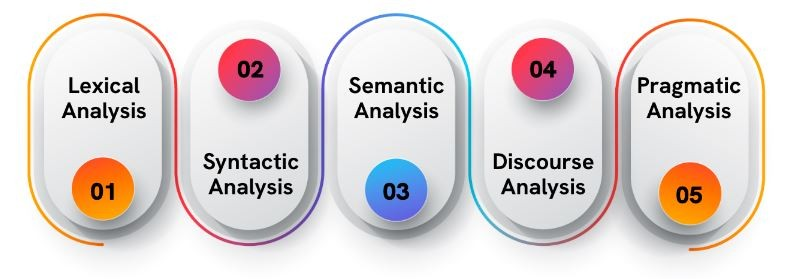 Lexical
Analysis
01
02
Syntactic
Analysis
Semantic
Analysis
03
04
Discourse
Analysis
Pragmatic
Analysis
05